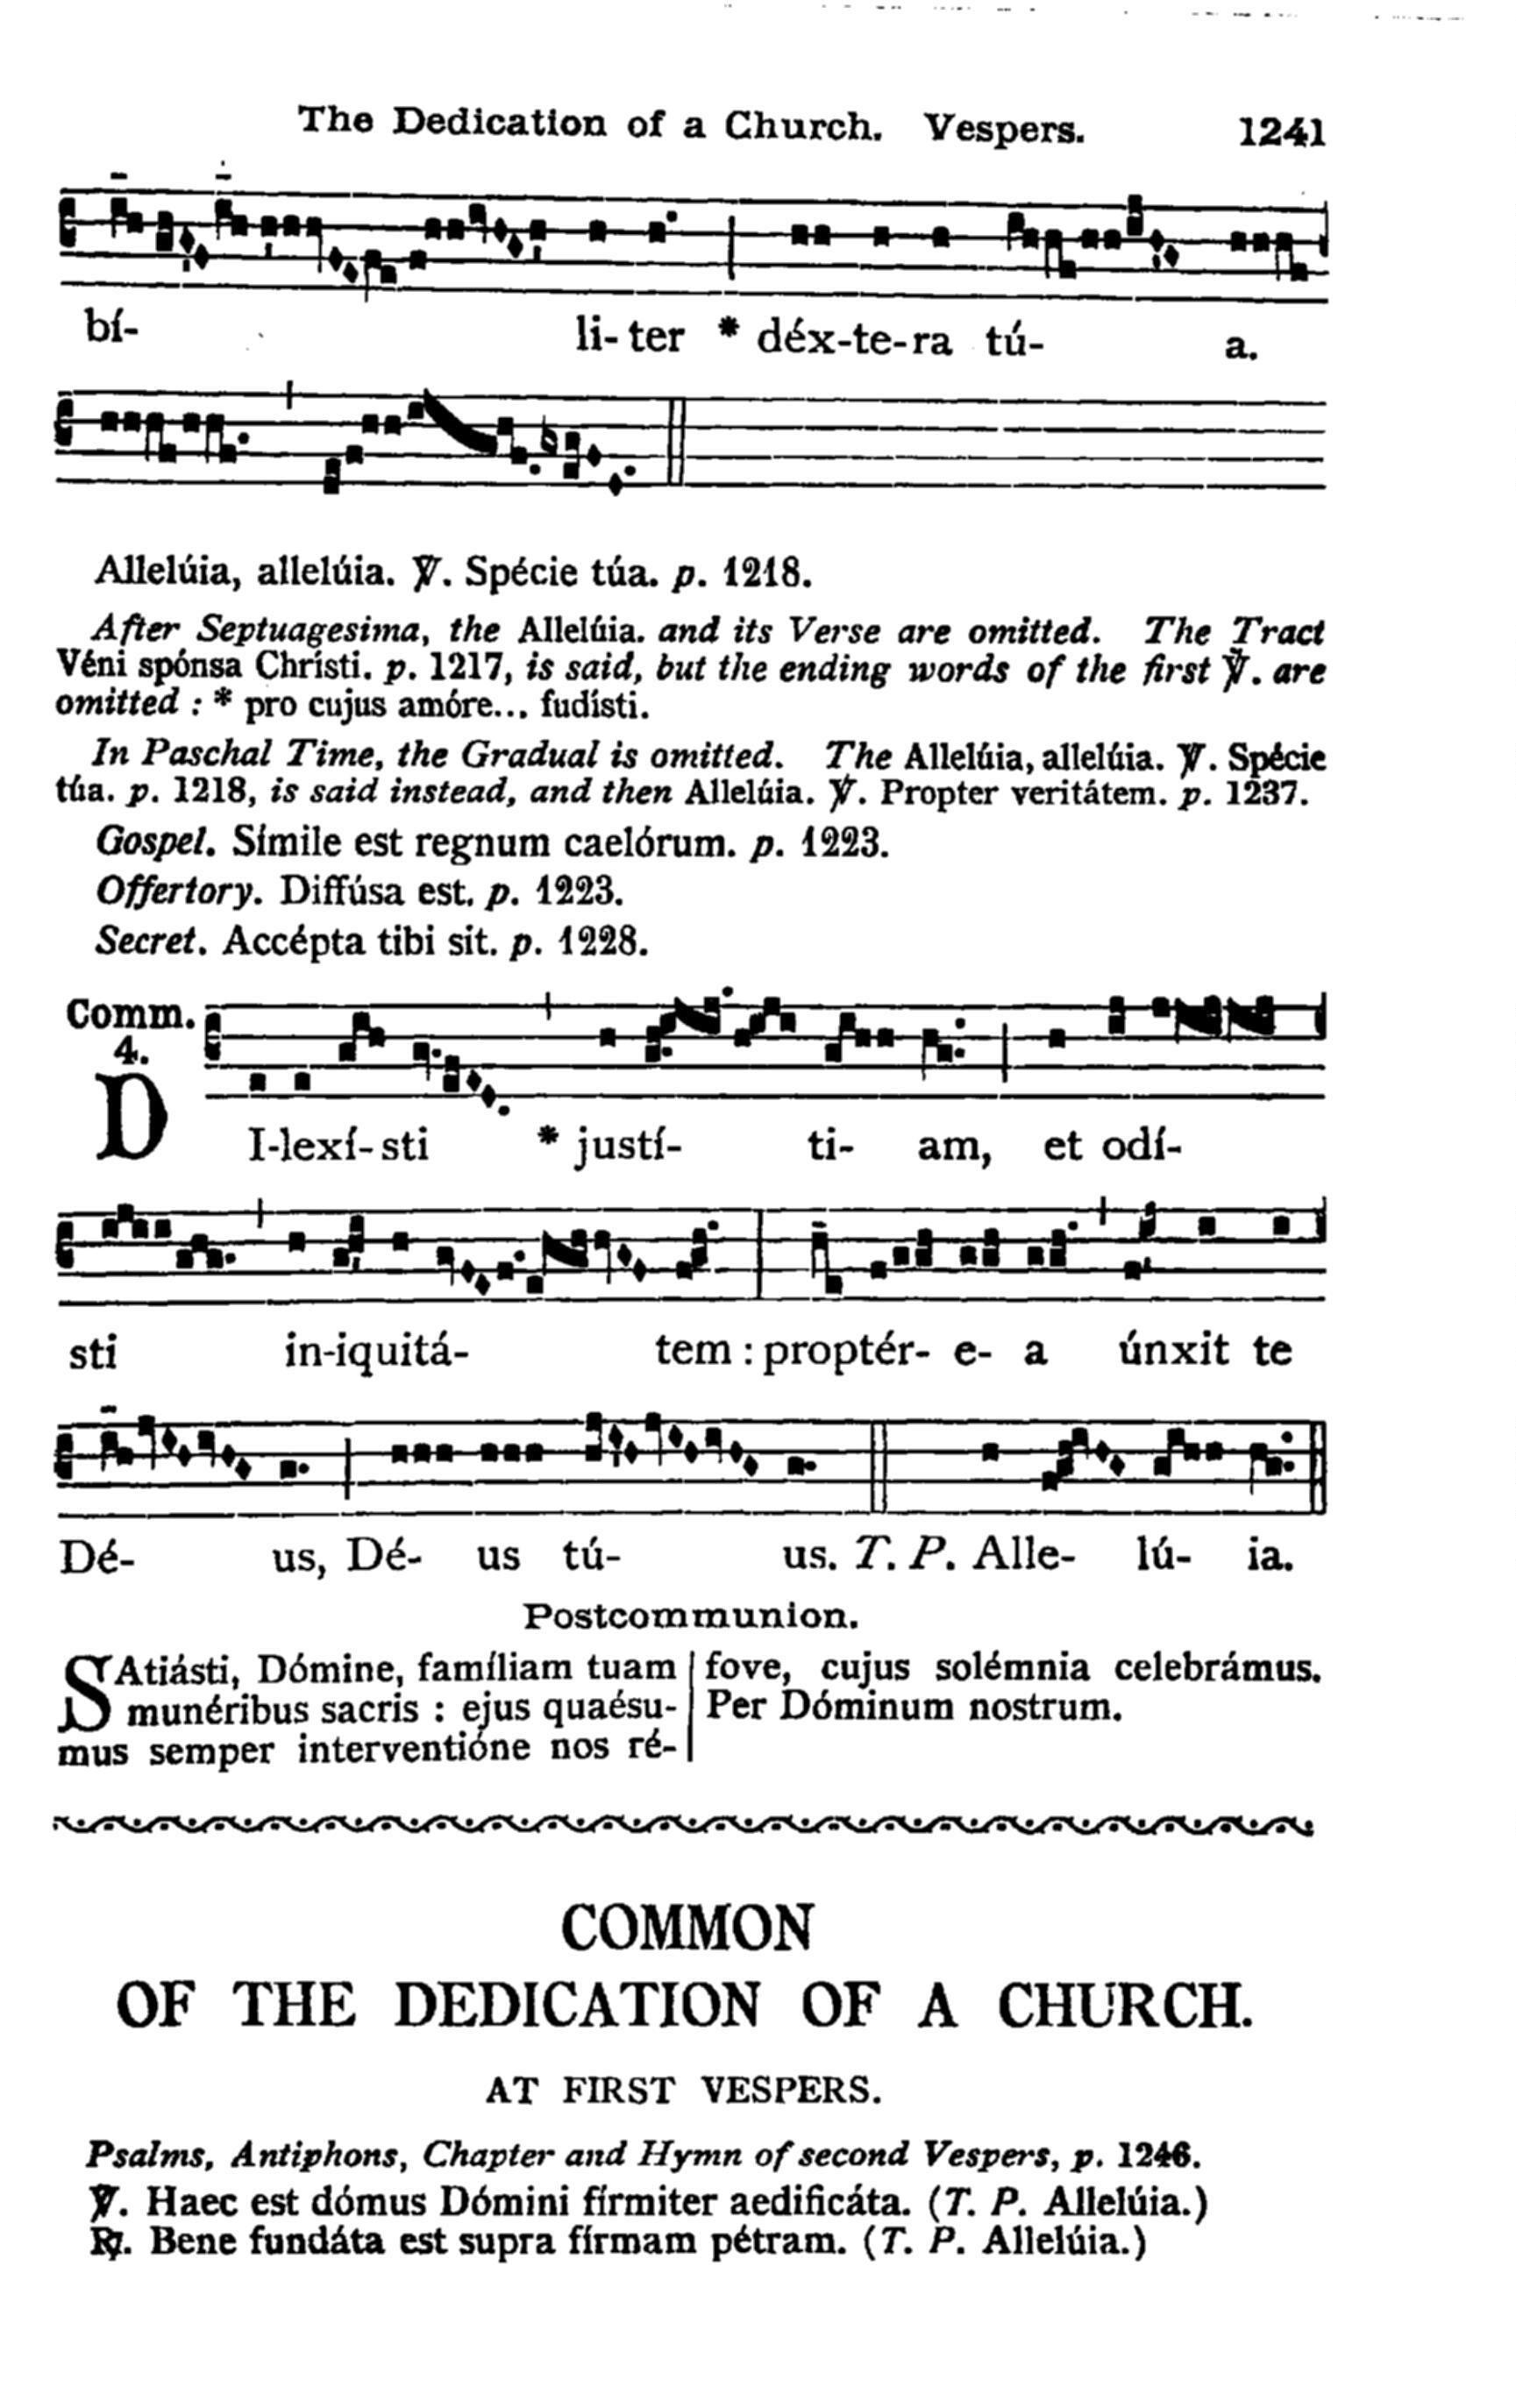 The Dedication of a Church. Vespers. 1241
bí- li- ter * déx-te-ra tú- a.
Allelúia, allelúia. ℣. Spécie túa. p. 1218.
After Septuagesima, the Allelúia. and its Verse are omitted. The Tract
Véni spónsa Chrísti. p. 1217, is said, but the ending words of the first ℣. are
omitted : * pro cujus amóre... fudísti.
In Paschal Time, the Gradual is omitted. The Allelúia, allelúia. ℣. Spécie
túa. p. 1218, is said instead, and then Allelúia. ℣. Propter veritátem. p. 1237.
Gospel. Símile est regnum caelórum. p. 1223.
Offertory. Diffúsa est. p. 1223.
Secret. Accépta tibi sit. p. 1228.
Comm.
4.
DI-lexí-sti * justí- ti- am, et odí-
sti in-iquitá- tem : proptér- e- a únxit te
Dé- us, Dé- us tú- us. T. P. Alle- lú- ia.
Postcommunion.
SAtiásti, Dómine, famíliam tuam
munéribus sacris : ejus quaésu-
mus semper interventióne nos ré-
fove, cujus solémnia celebrámus.
Per Dóminum nostrum.
COMMON
OF THE DEDICATION OF A CHURCH.
AT FIRST VESPERS.
Psalms, Antiphons, Chapter and Hymn of second Vespers, p. 1246.
℣. Haec est dómus Dómini fírmiter aedificáta. (T. P. Allelúia.)
℟. Bene fundáta est supra fírmam pétram. (T. P. Allelúia.)